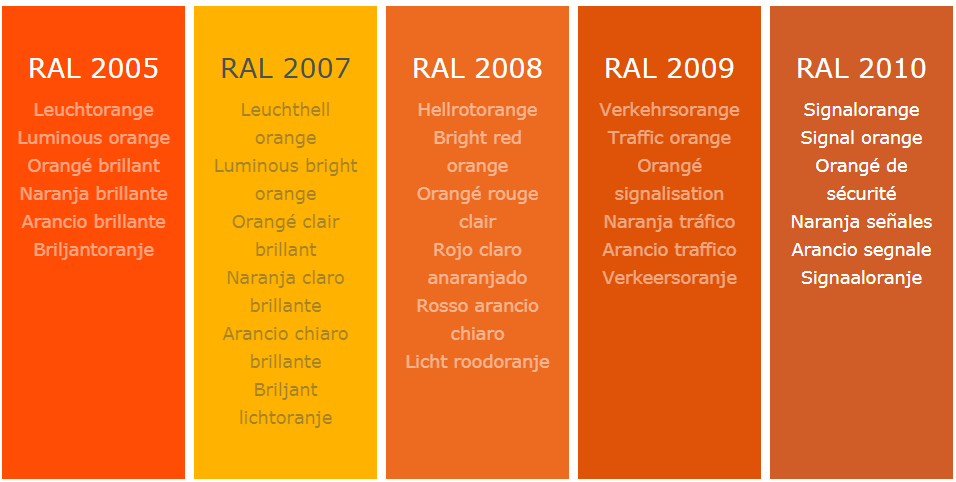 RAL 2005
Leuchtorange
Luminous orange
Orangé brillant
Naranja brillante
Arancio brillante
Briljantoranje
RAL 2007
Leuchthell
orange
Luminous bright
orange
Orangé clair
brillant
Naranja claro
brillante
Arancio chiaro
brillante
Briljant
lichtoranje
RAL 2008
Hellrotorange
Bright red
orange
Orangé rouge
clair
Rojo claro
anaranjado
Rosso arancio
chiaro
Licht roodoranje
RAL 2009
Verkehrsorange
Traffic orange
Orangé
signalisation
Naranja tráfico
Arancio traffico
Verkeersoranje
RAL 2010
Signalorange
Signal orange
Orangé de
sécurité
Naranja señales
Arancio segnale
Signaaloranje